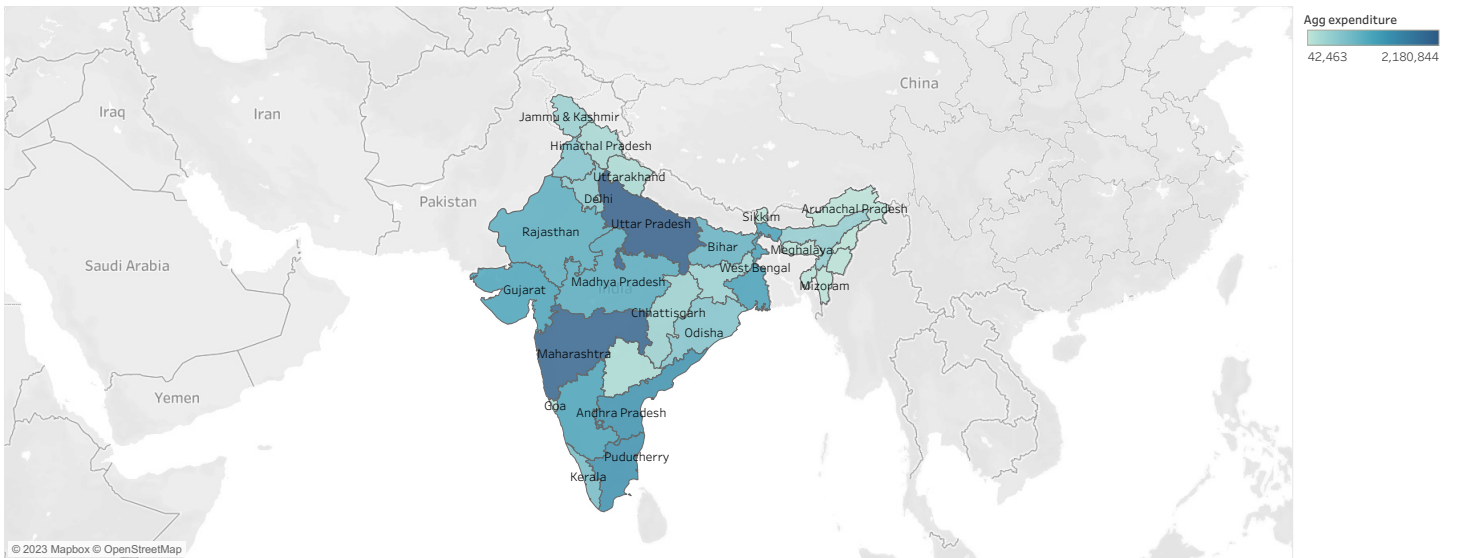 Agg expenditure
42,463 2,180,844
China
Iraq
Iran
Jammu & Kashmir
Himachal Pradesh
Uttarakhand
Delhi
Pakistan
Sikkim
Arunachal Pradesh
Uttar Pradesh
Rajasthan
Bihar
Meghalaya
Saudi Arabia
West Bengal
Madhya Pradesh
India
Gujarat
Mizoram
Chhattisgarh
Odisha
Maharashtra
Yemen
Goa
Andhra Pradesh
Puducherry
Kerala
© 2023 Mapbox © OpenStreetMap